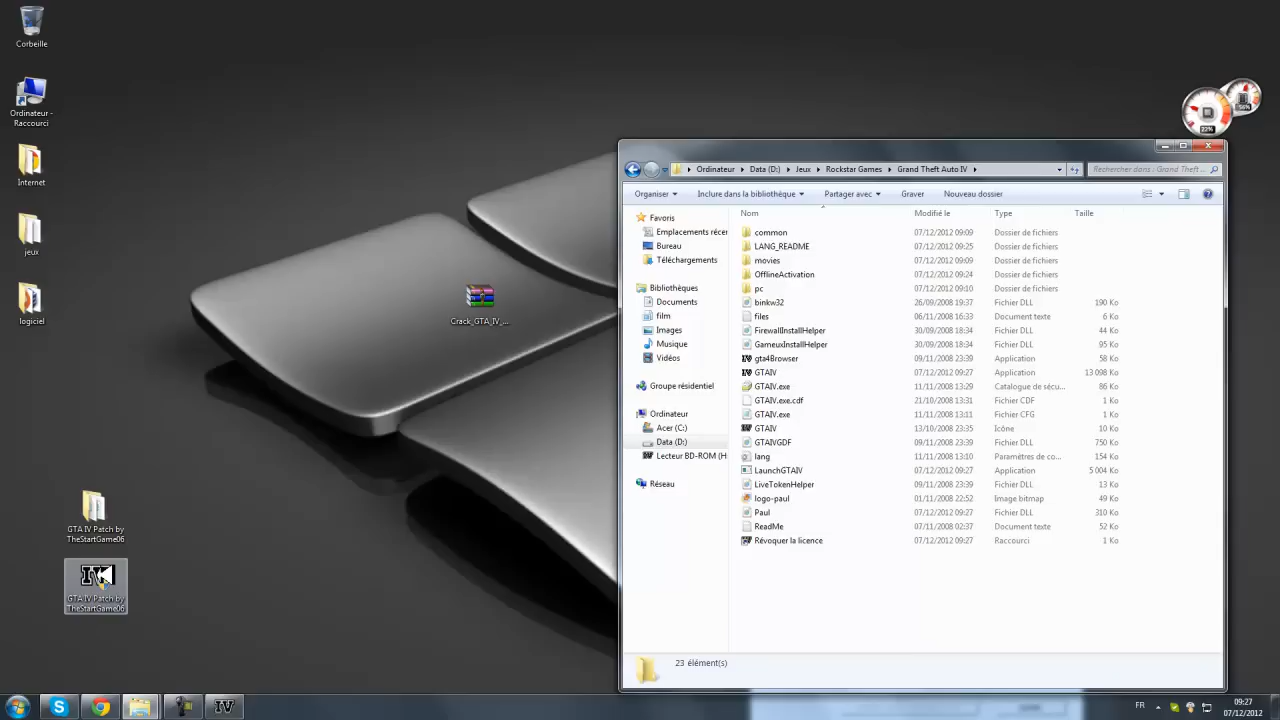 Corbeille
Ordinateur -
Raccourci
Internet
jeux
logiciel
Crack_GTA_IV_...
GTA IV Patch by
TheStartGame06
GTA IV Patch by
TheStartGame06
22%
Ordinateur Data (D:) Jeux Rockstar Games Grand Theft Auto IV
Rechercher dans : Grand Theft ...
Organiser Inclure dans la bibliothèque Partager avec Graver Nouveau dossier
Favoris
Emplacements récen
Bureau
Téléchargements
Bibliothèques
Documents
film
Images
Musique
Vidéos
Groupe résidentiel
Ordinateur
Acer (C:)
Data (D:)
Lecteur BD-ROM (H
Réseau
Nom Modifié le Type Taille
common 07/12/2012 09:09 Dossier de fichiers
LANG_README 07/12/2012 09:25 Dossier de fichiers
movies 07/12/2012 09:09 Dossier de fichiers
OfflineActivation 07/12/2012 09:24 Dossier de fichiers
pc 07/12/2012 09:10 Dossier de fichiers
binkw32 26/09/2008 19:37 Fichier DLL 190 Ko
files 06/11/2008 16:33 Document texte 6 Ko
FirewallInstallHelper 30/09/2008 18:34 Fichier DLL 44 Ko
GameuxInstallHelper 30/09/2008 18:34 Fichier DLL 95 Ko
gta4Browser 09/11/2008 23:39 Application 58 Ko
GTAIV 07/12/2012 09:27 Application 13 098 Ko
GTAIV.exe 11/11/2008 13:29 Catalogue de sécu... 86 Ko
GTAIV.exe.cdf 21/10/2008 13:31 Fichier CDF 1 Ko
GTAIV.exe 11/11/2008 13:11 Fichier CFG 1 Ko
GTAIV 13/10/2008 23:35 Icône 10 Ko
GTAIVGDF 09/11/2008 23:39 Fichier DLL 750 Ko
lang 11/11/2008 13:10 Paramètres de co... 154 Ko
LaunchGTAIV 07/12/2012 09:27 Application 5 004 Ko
LiveTokenHelper 09/11/2008 23:39 Fichier DLL 13 Ko
logo-paul 01/11/2008 22:52 Image bitmap 49 Ko
Paul 07/12/2012 09:27 Fichier DLL 310 Ko
ReadMe 07/11/2008 02:37 Document texte 52 Ko
Révoquer la licence 07/12/2012 09:27 Raccourci 1 Ko
23 élément(s)
IV
FR
09:27
07/12/2012